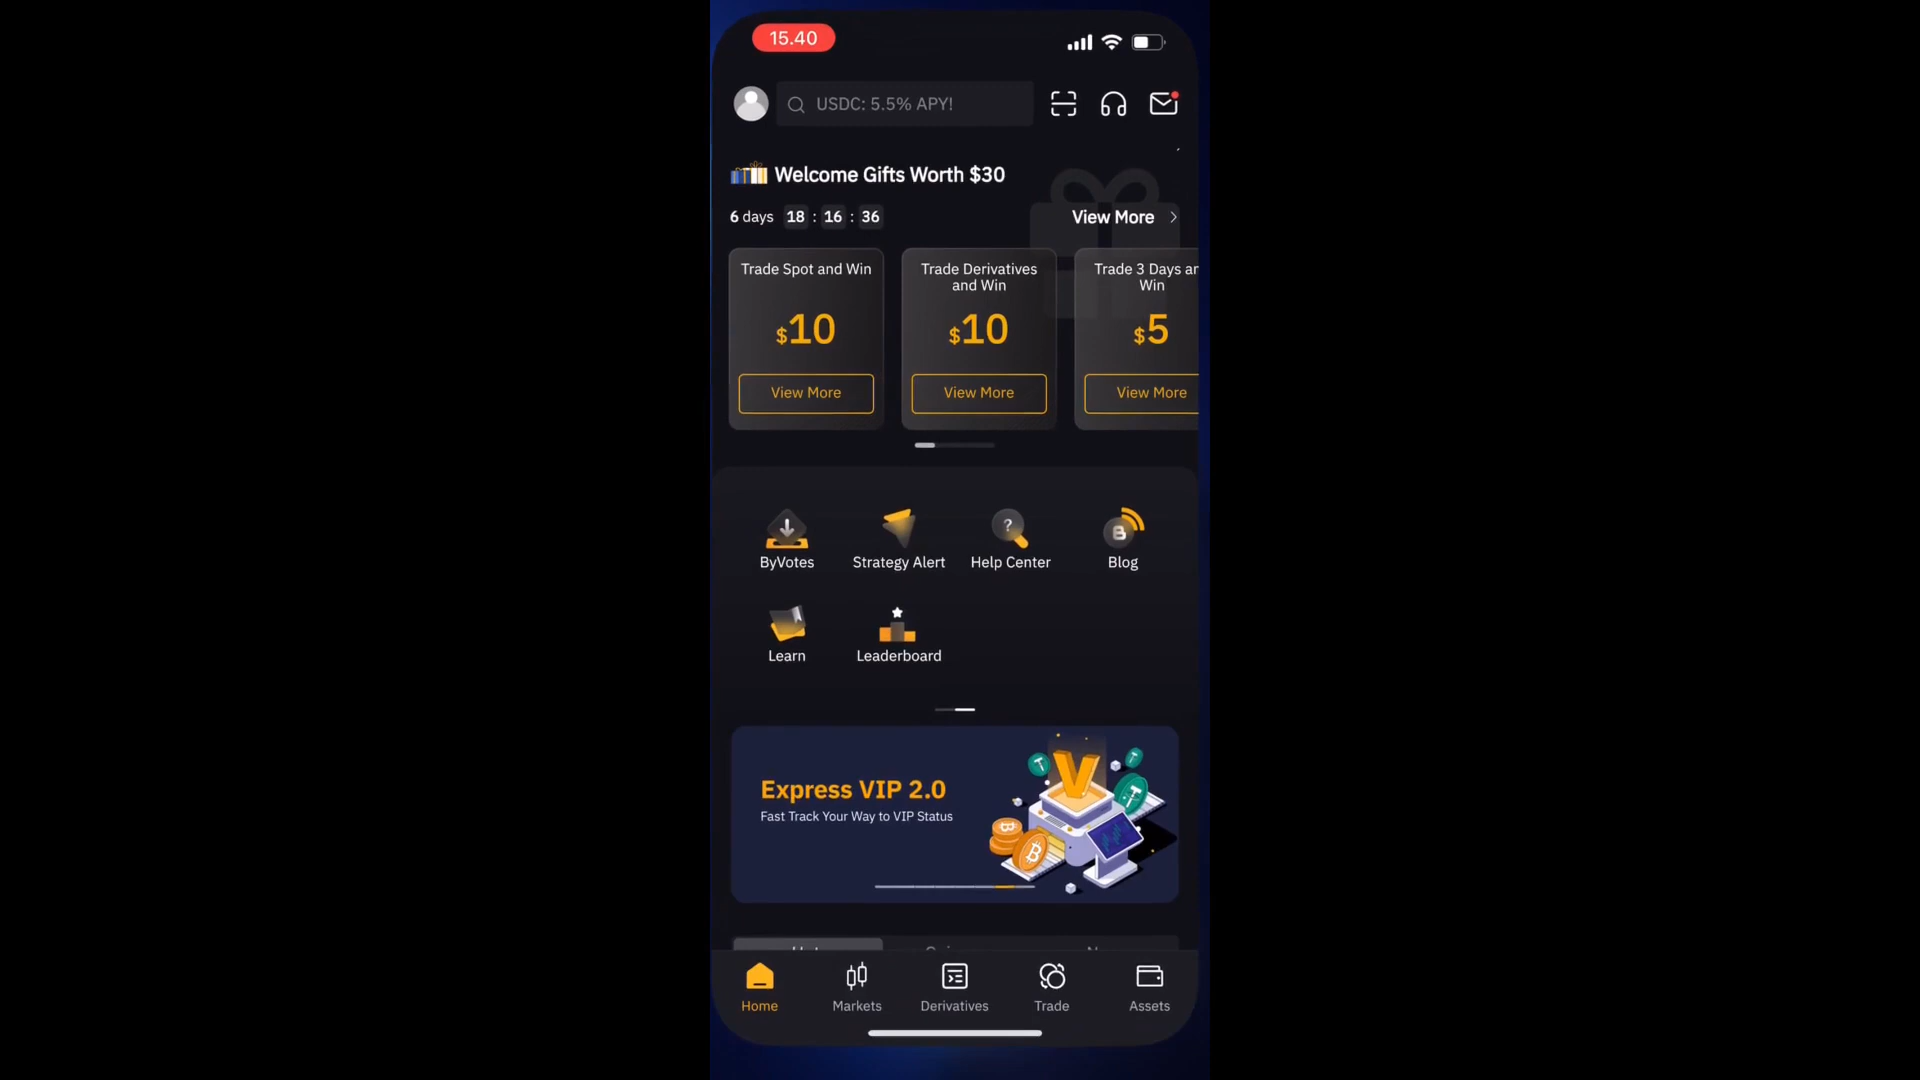 15.40
USDC: 5.5% APY!
Welcome Gifts Worth $30
6 days 18 : 16 : 36
View More
Trade Spot and Win
$10
View More
Trade Derivatives
and Win
$10
View More
Trade 3 Days
Win
$5
View More
ByVotes
Strategy Alert
Help Center
Blog
Learn
Leaderboard
Express VIP 2.0
Fast Track Your Way to VIP Status
Home
Markets
Derivatives
Trade
Assets